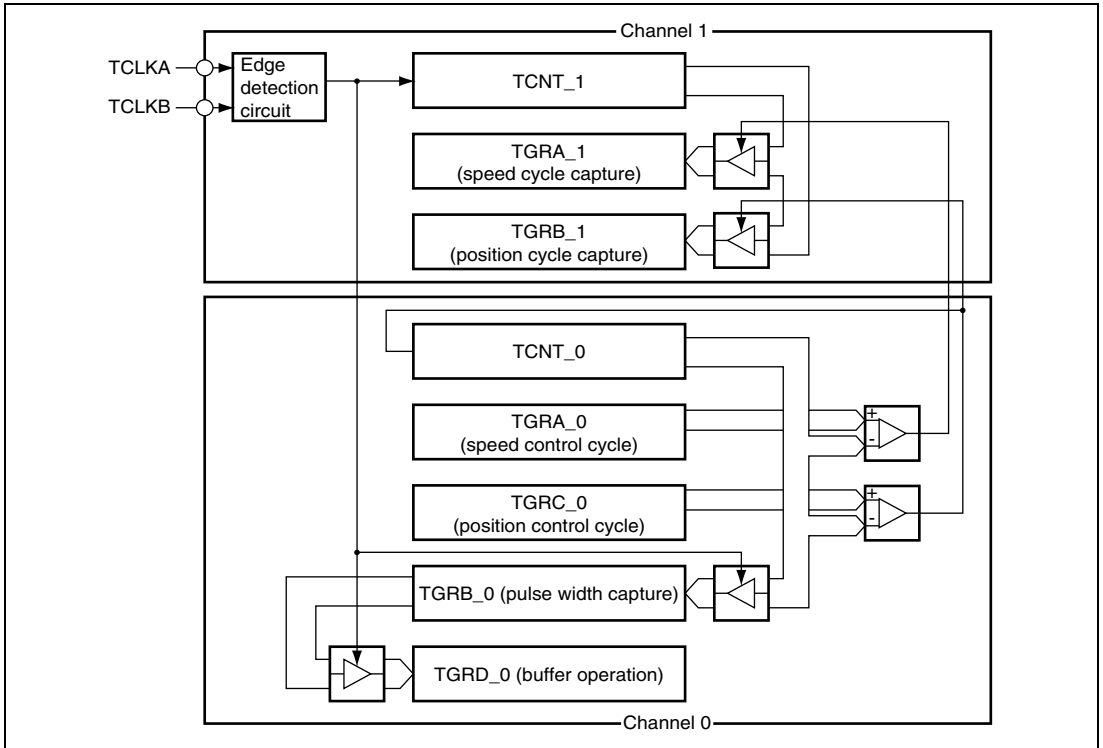 Channel 1
TCLKA
TCLKB
Edge
detection
circuit
TCNT_1
TGRA_1
(speed cycle capture)
TGRB_1
(position cycle capture)
TCNT_0
TGRA_0
(speed control cycle)
+
-
TGRC_0
(position control cycle)
+
-
TGRB_0 (pulse width capture)
TGRD_0 (buffer operation)
Channel 0